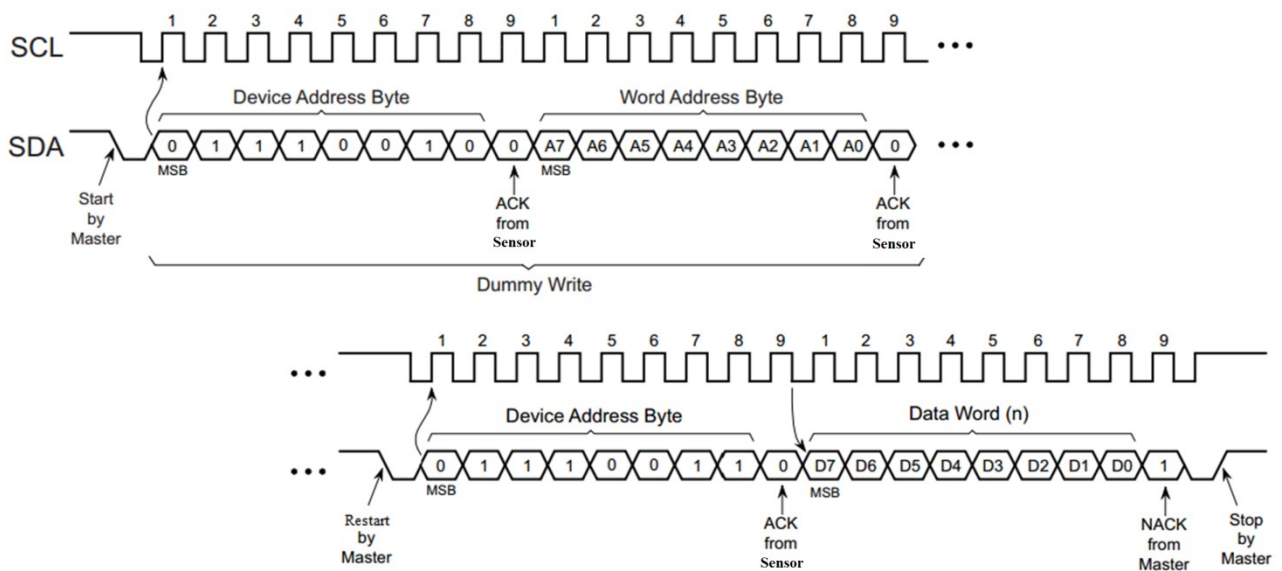 1 2 3 4 5 6 7 8 9 1 2 3 4 5 6 7 8 9
SCL
Device Address Byte Word Address Byte
SDA 0 1 1 1 0 0 1 0 0 A7 A6 A5 A4 A3 A2 A1 A0 0
MSB MSB
Start by Master
ACK from Sensor
ACK from Sensor
Dummy Write
1 2 3 4 5 6 7 8 9 1 2 3 4 5 6 7 8 9
Device Address Byte Data Word (n)
0 1 1 1 0 0 1 1 0 D7 D6 D5 D4 D3 D2 D1 D0 1
MSB MSB
Restart by Master
ACK from Sensor
NACK from Master
Stop by Master